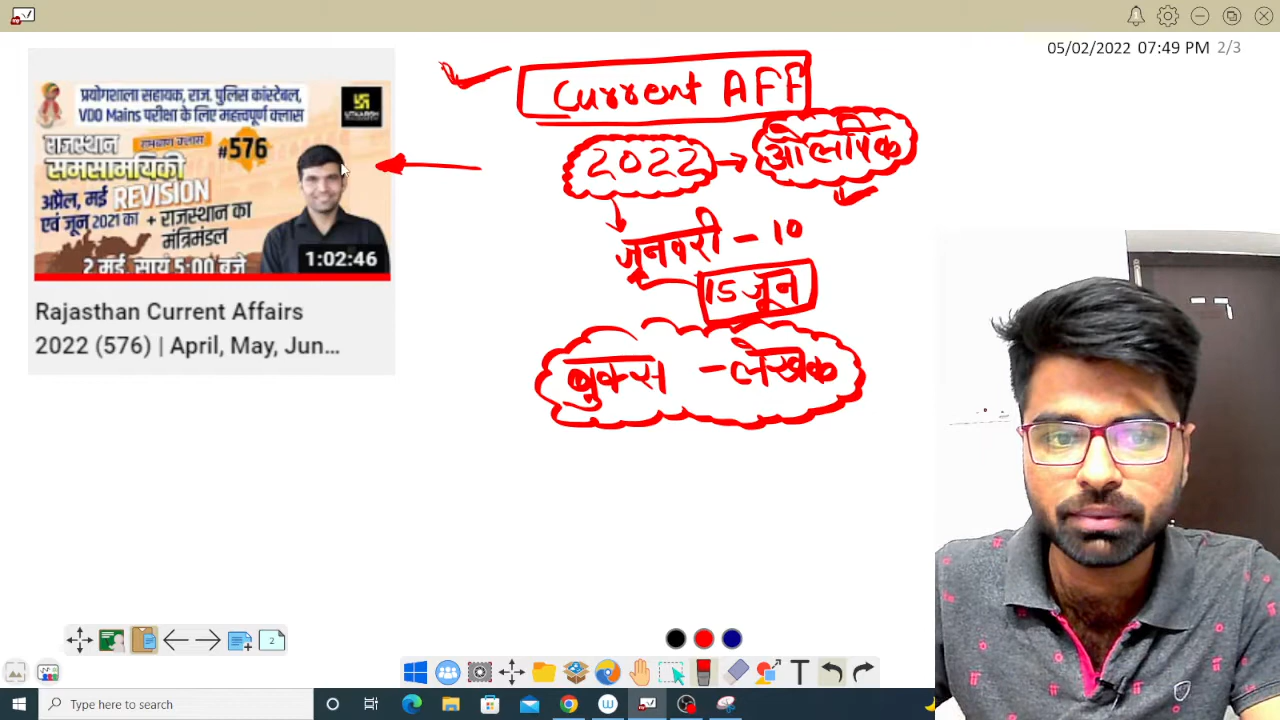 05/02/2022 07:49 PM 2/3
प्रयोगशाला सहायक, राज. पुलिस कांस्टेबल,
VDO Mains परीक्षा के लिए महत्त्वपूर्ण क्लास
UTKARSH
राजस्थान रामबाण क्लास #576
समसामयिकी
अप्रैल, मई REVISION
एवं जून 2021 का + राजस्थान का
मंत्रिमंडल
2 मई, सायं 5:00 बजे
1:02:46
Rajasthan Current Affairs
2022 (576) | April, May, Jun...
Current AFF
2022 → ओलंपिक
जनवरी - 10
15 जून
बुक्स - लेखक
2
T
Type here to search